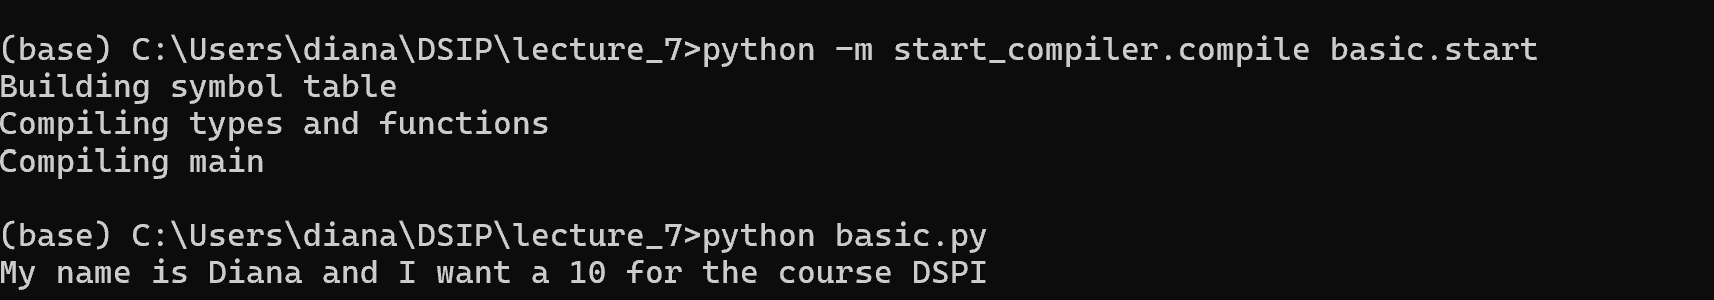 (base) C:\Users\diana\DSIP\lecture_7>python -m start_compiler.compile basic.start
Building symbol table
Compiling types and functions
Compiling main
(base) C:\Users\diana\DSIP\lecture_7>python basic.py
My name is Diana and I want a 10 for the course DSPI